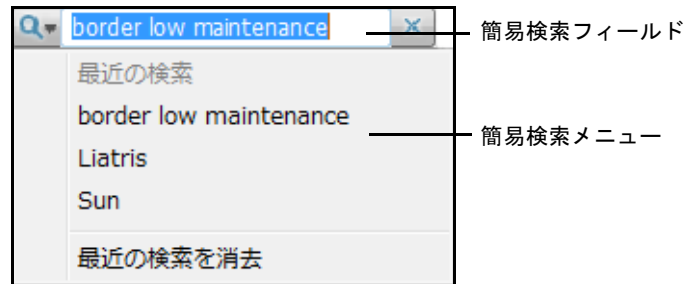 border low maintenance
簡易検索フィールド
最近の検索
border low maintenance
簡易検索メニュー
Liatris
Sun
最近の検索を消去